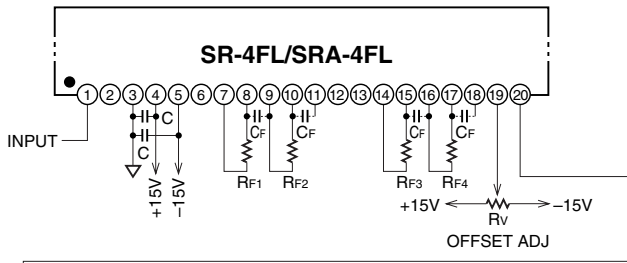 SR-4FL/SRA-4FL
1 2 3 4 5 6 7 8 9 10 11 12 13 14 15 16 17 18 19 20
INPUT
C
C
+15V
−15V
CF
CF
CF
CF
RF1
RF2
RF3
RF4
+15V
RV
−15V
OFFSET ADJ